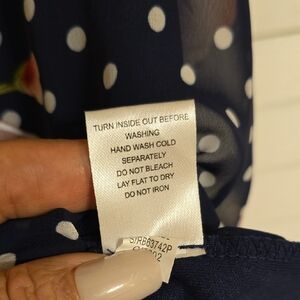 TURN INSIDE OUT BEFORE
WASHING
HAND WASH COLD
SEPARATELY
DO NOT BLEACH
LAY FLAT TO DRY
DO NOT IRON
S/RB63742P